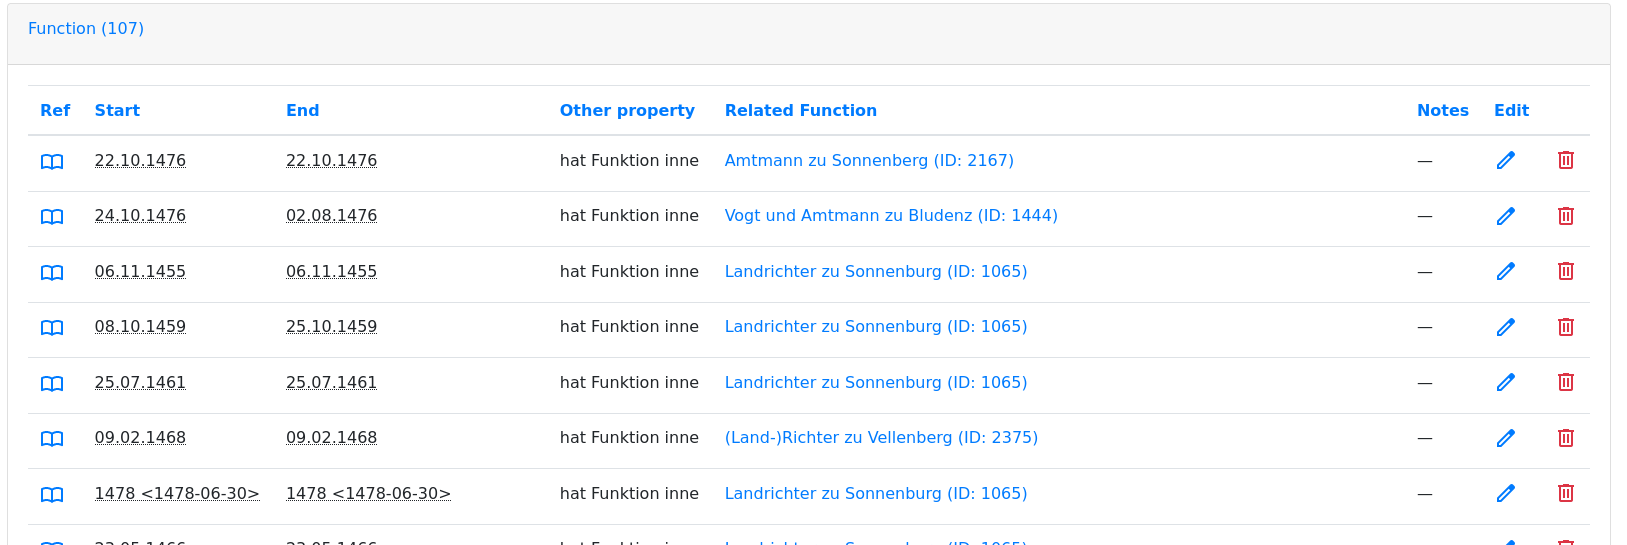 Function (107)
Ref Start End Other property Related Function Notes Edit
22.10.1476 22.10.1476 hat Funktion inne Amtmann zu Sonnenberg (ID: 2167) —
24.10.1476 02.08.1476 hat Funktion inne Vogt und Amtmann zu Bludenz (ID: 1444) —
06.11.1455 06.11.1455 hat Funktion inne Landrichter zu Sonnenburg (ID: 1065) —
08.10.1459 25.10.1459 hat Funktion inne Landrichter zu Sonnenburg (ID: 1065) —
25.07.1461 25.07.1461 hat Funktion inne Landrichter zu Sonnenburg (ID: 1065) —
09.02.1468 09.02.1468 hat Funktion inne (Land-)Richter zu Vellenberg (ID: 2375) —
1478 <1478-06-30> 1478 <1478-06-30> hat Funktion inne Landrichter zu Sonnenburg (ID: 1065) —